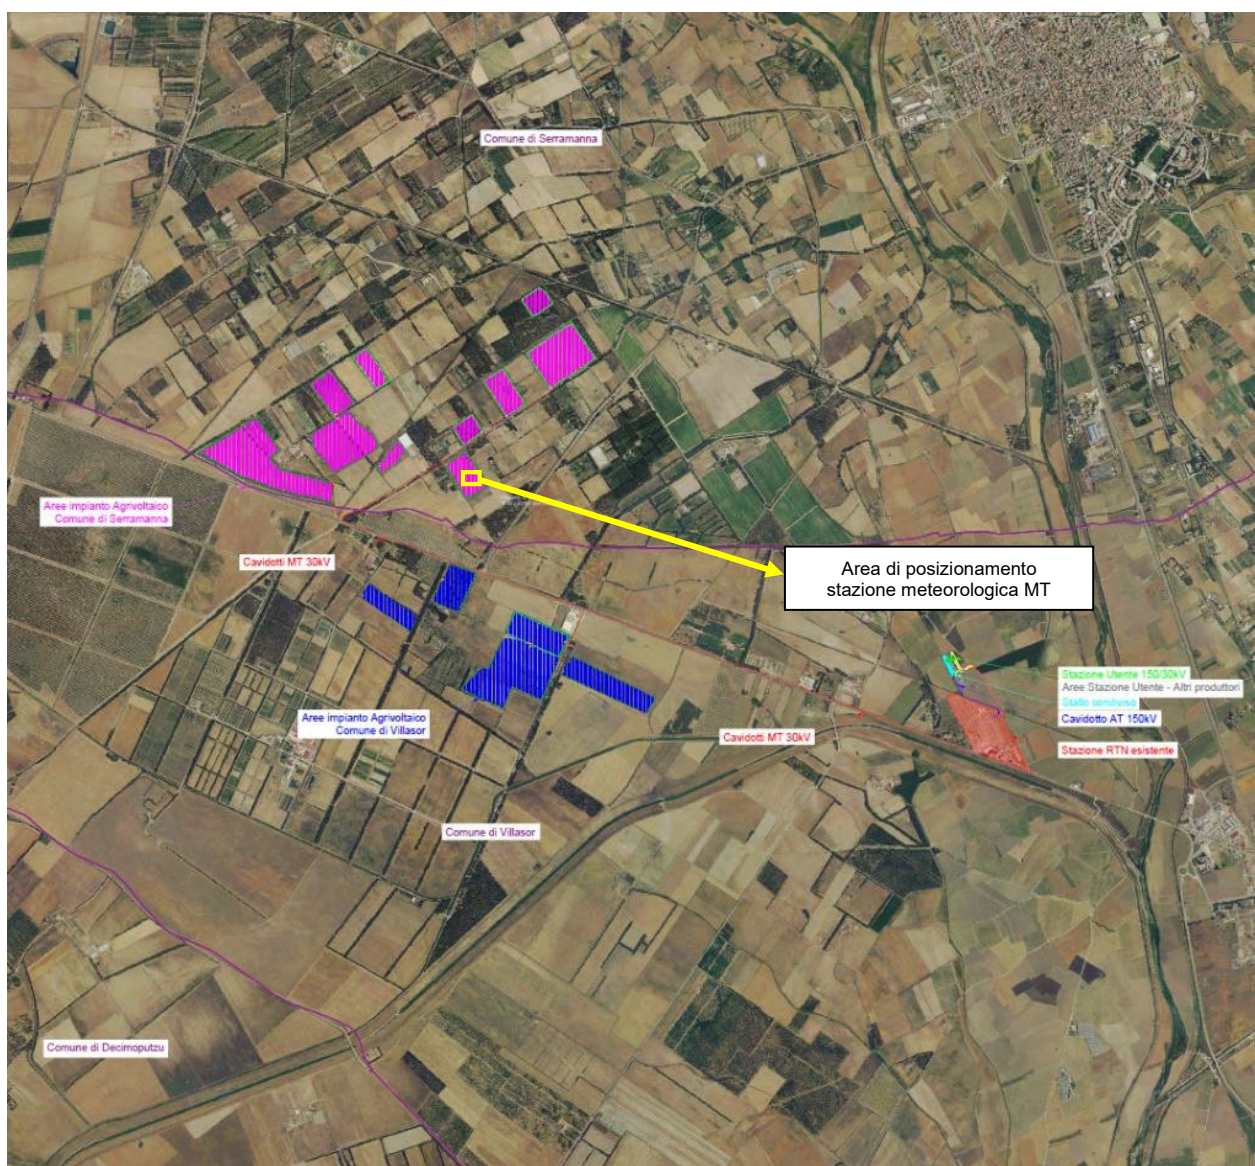 Comune di Serramanna
Aree impianto Agrivoltaico
Comune di Serramanna
Cavidotti MT 30kV
Area di posizionamento
stazione meteorologica MT
Stazione Utente 150/30kV
Aree Stazione Utente - Altri produttori
Stallo condiviso
Cavidotto AT 150kV
Stazione RTN esistente
Aree impianto Agrivoltaico
Comune di Villasor
Cavidotti MT 30kV
Comune di Villasor
Comune di Decimoputzu